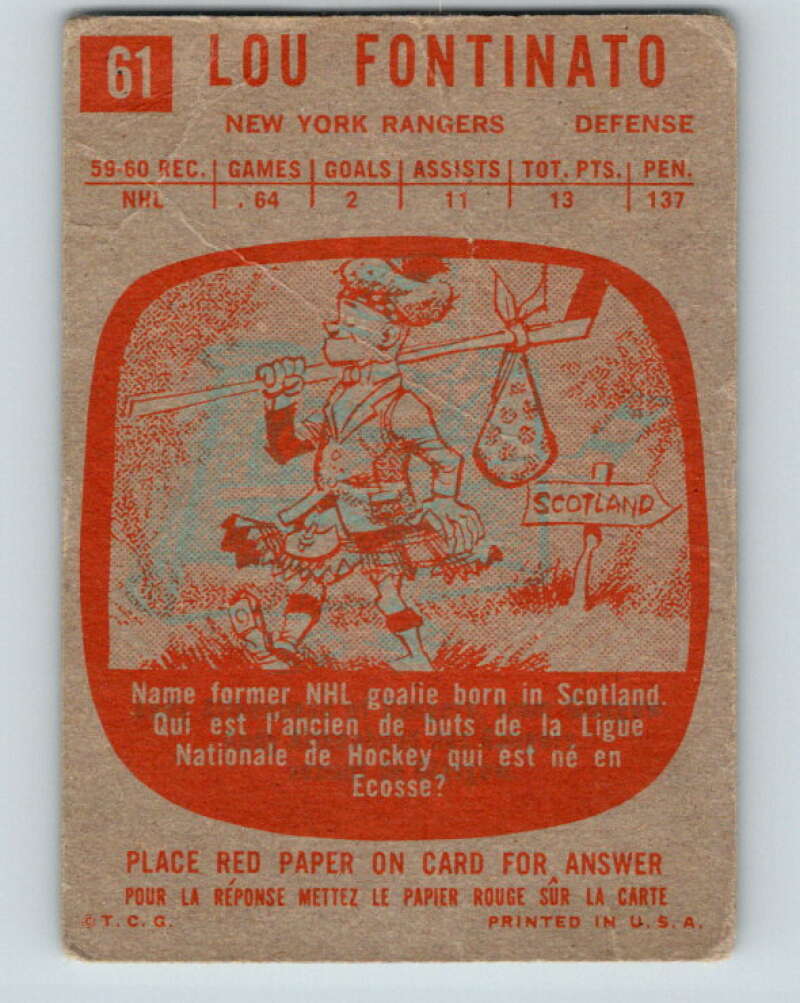 61 LOU FONTINATO
NEW YORK RANGERS DEFENSE
59-60 REC. GAMES GOALS ASSISTS TOT. PTS. PEN.
NHL . 64 2 11 13 137
SCOTLAND
Name former NHL goalie born in Scotland.
Qui est l'ancien de buts de la Ligue
Nationale de Hockey qui est né en
Ecosse?
PLACE RED PAPER ON CARD FOR ANSWER
POUR LA RÉPONSE METTEZ LE PAPIER ROUGE SÛR LA CARTE
© T. C. G. PRINTED IN U. S. A.